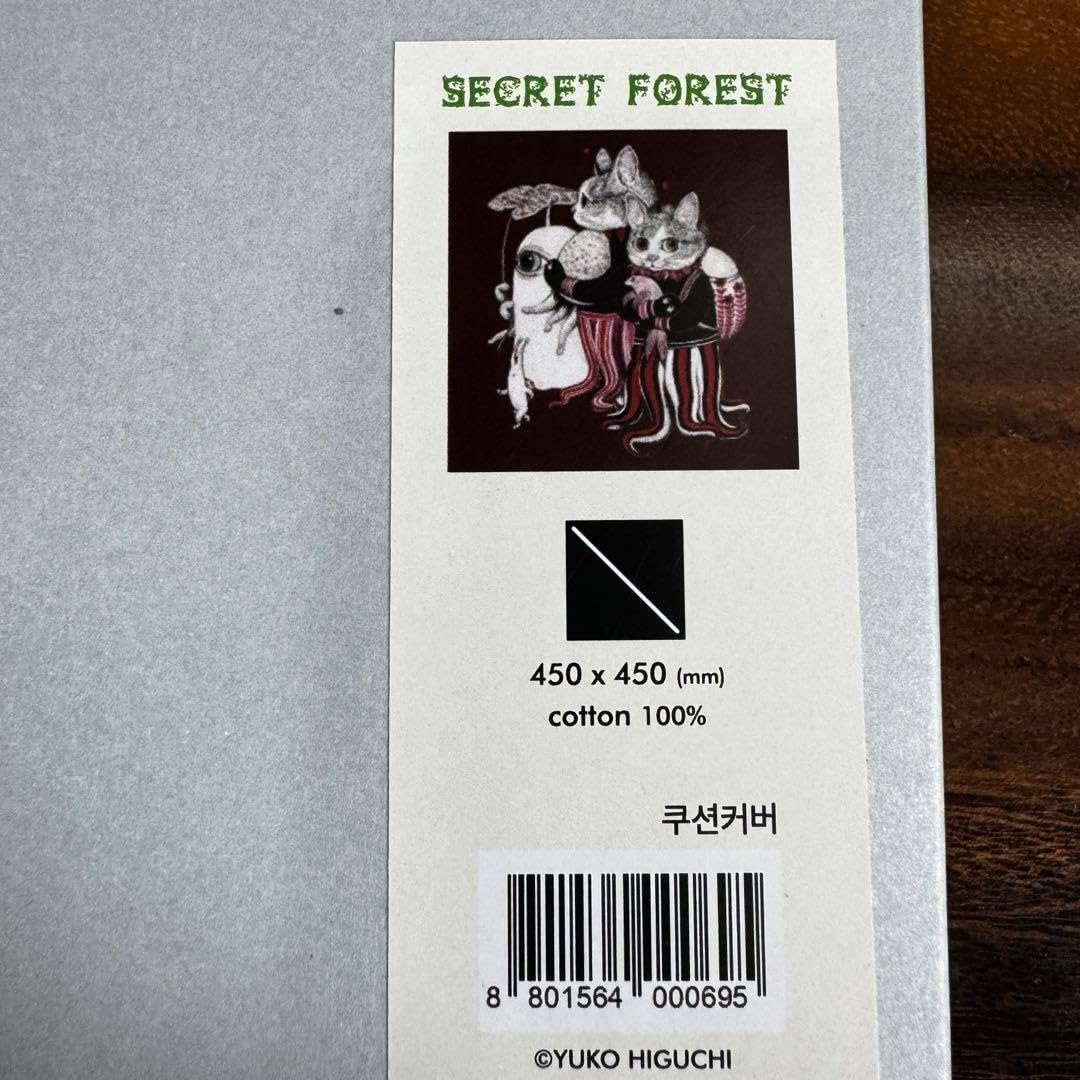 SECRET FOREST
450 x 450 (mm)
cotton 100%
쿠션커버
8 801564 000695
©YUKO HIGUCHI